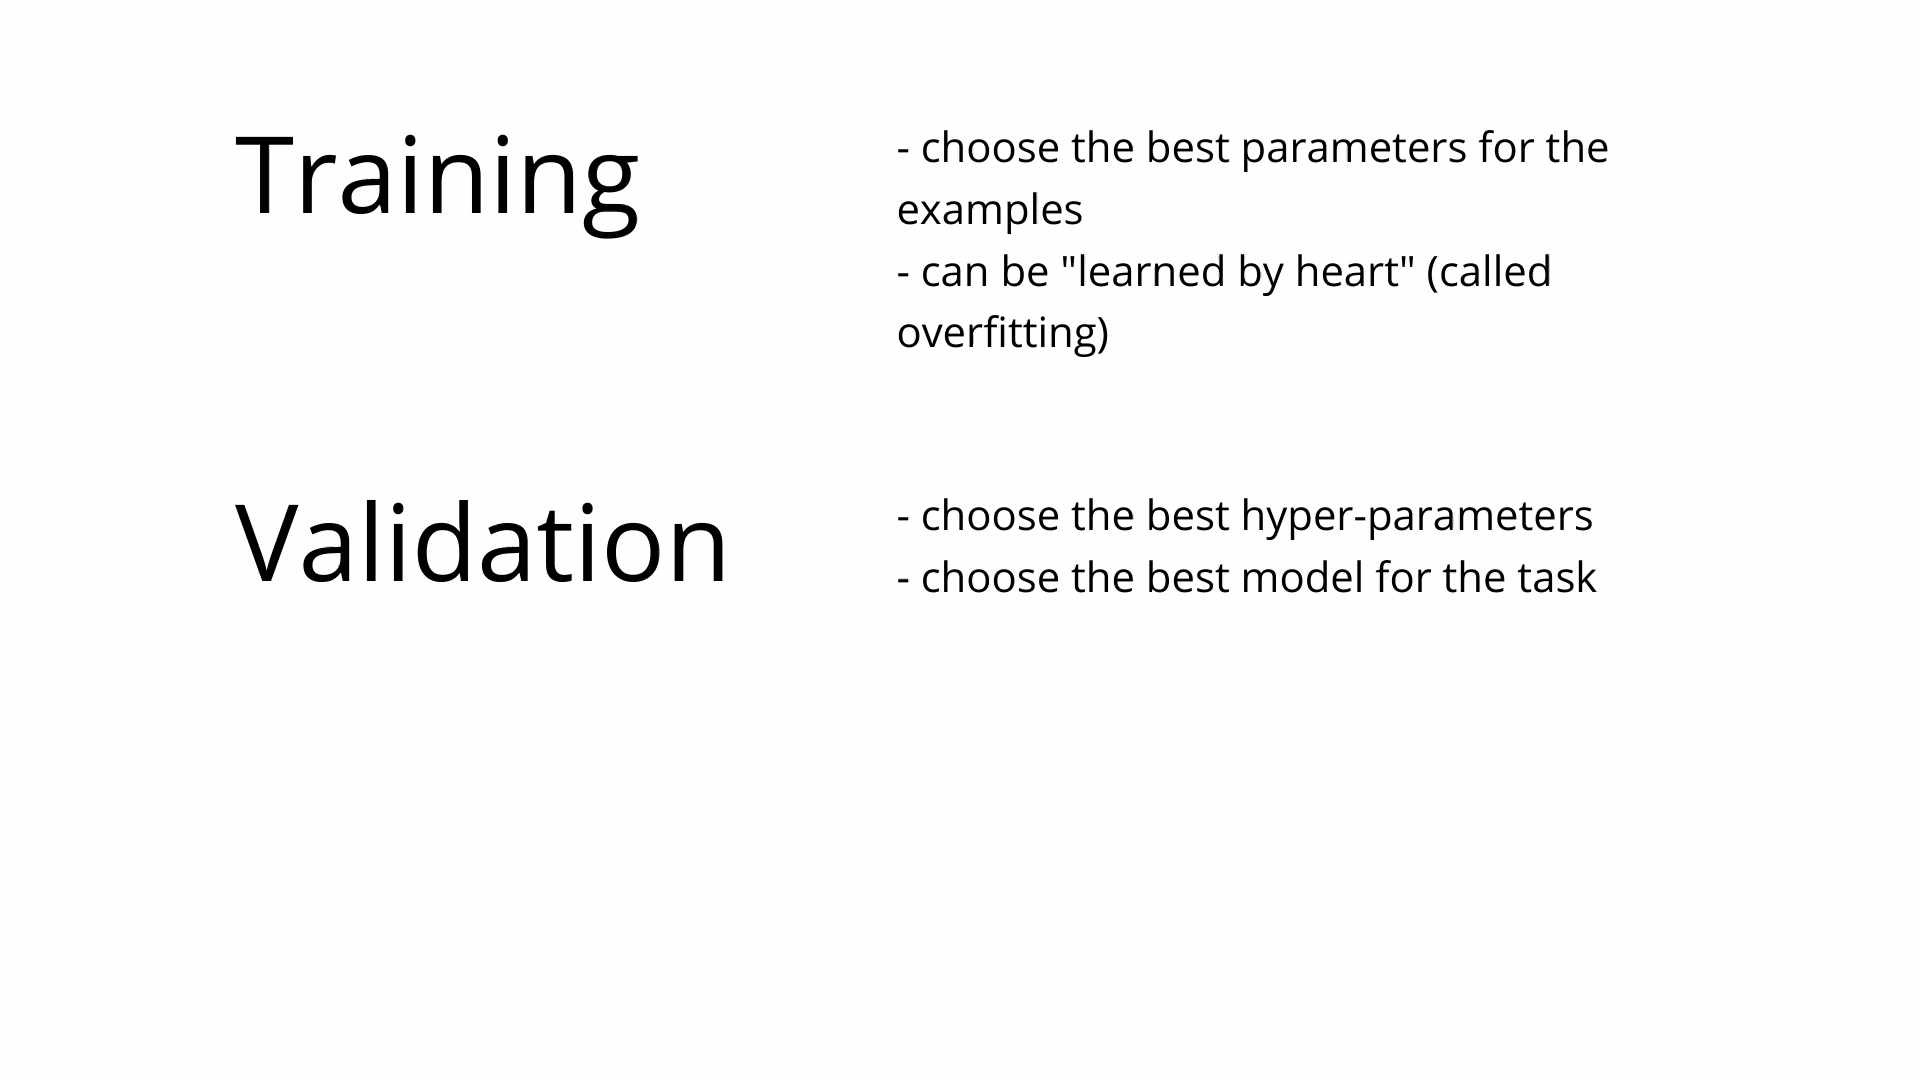 Training
- choose the best parameters for the
examples
- can be "learned by heart" (called
overfitting)
Validation
- choose the best hyper-parameters
- choose the best model for the task